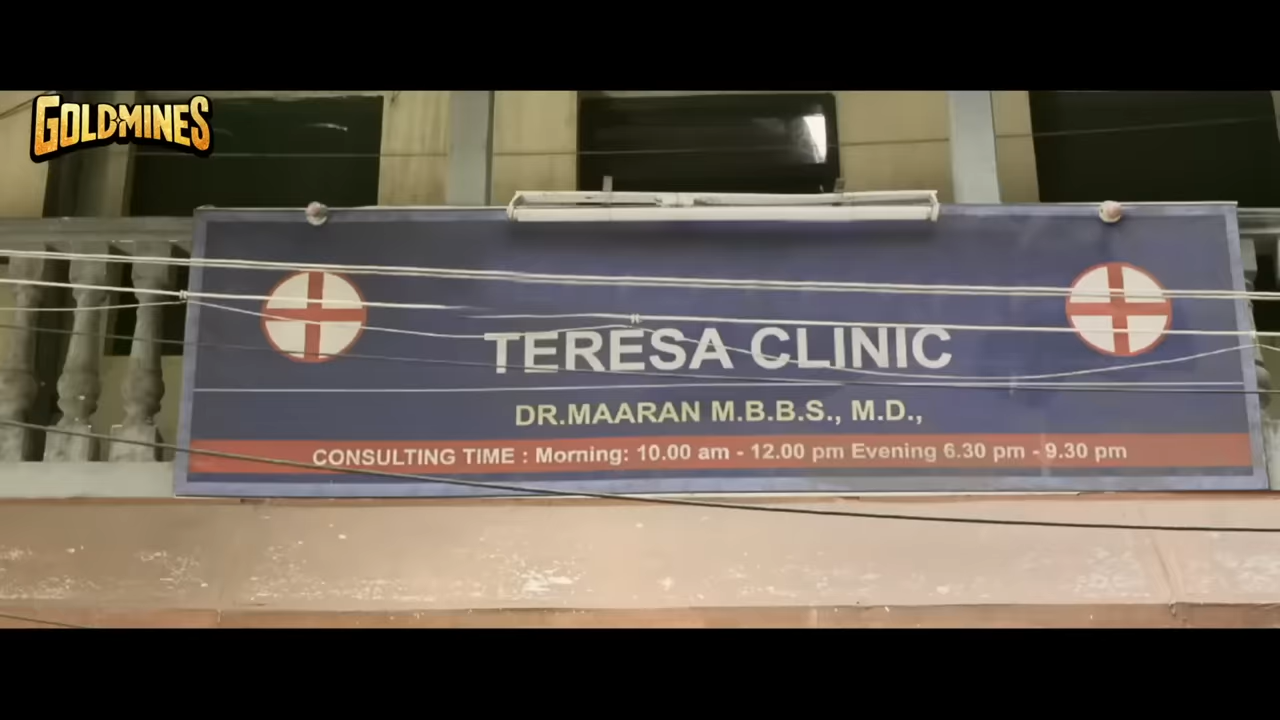 GOLDMINES
TERESA CLINIC
DR.MAARAN M.B.B.S., M.D.,
CONSULTING TIME : Morning: 10.00 am - 12.00 pm Evening 6.30 pm - 9.30 pm